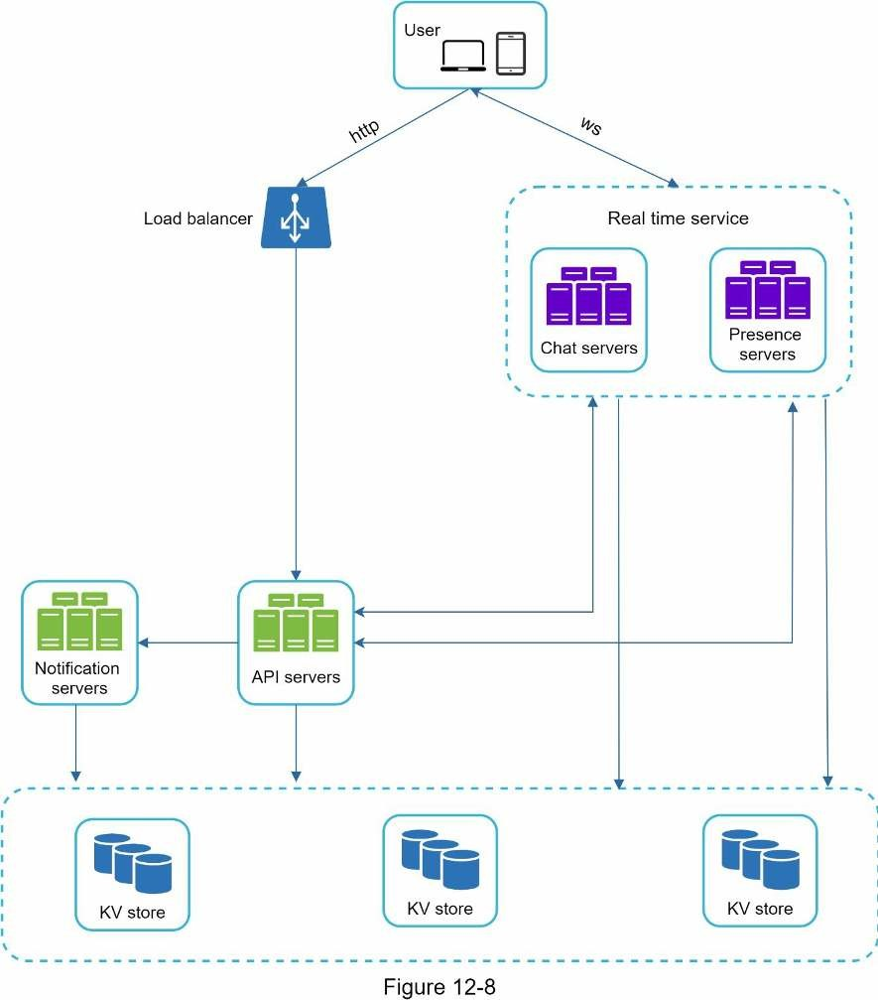 User
http
ws
Load balancer
Real time service
Chat servers
Presence
servers
Notification
servers
API servers
KV store
KV store
KV store
Figure 12-8